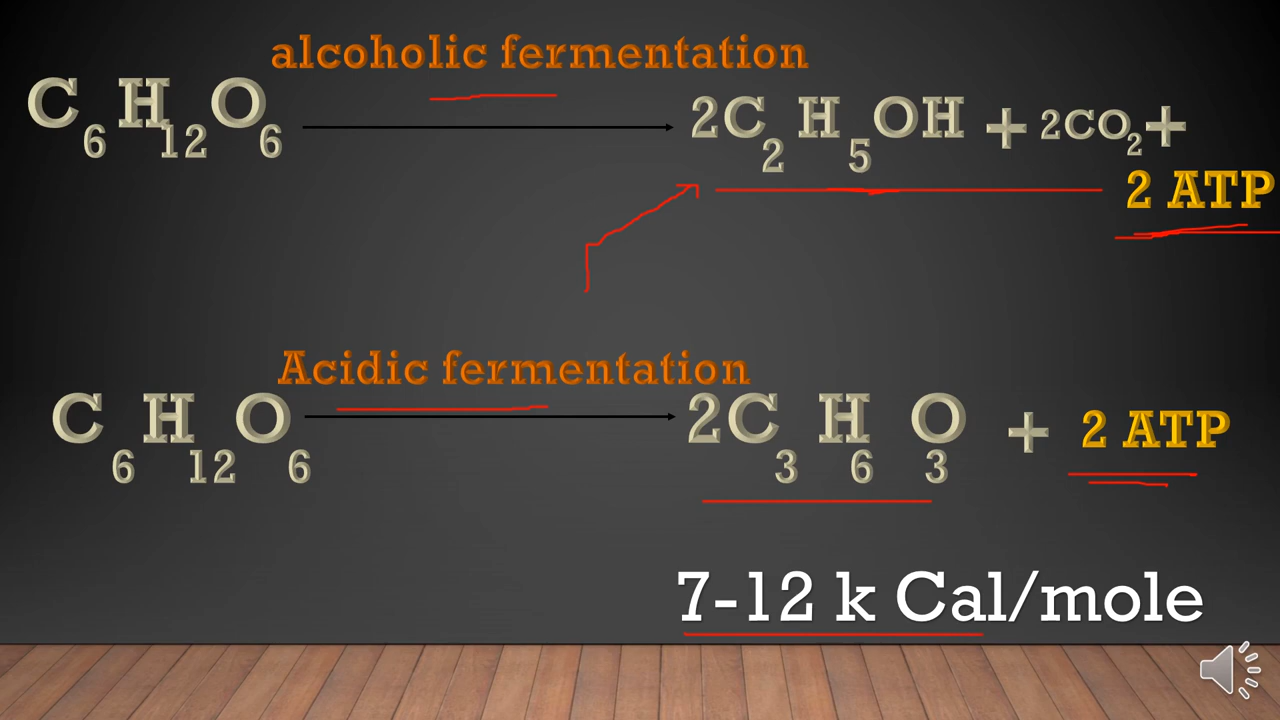 alcoholic fermentation
C₆H₁₂O₆ → 2C₂H₅OH + 2CO₂ +
2 ATP
Acidic fermentation
C₆H₁₂O₆ → 2C₃H₆O₃ + 2 ATP
7-12 k Cal/mole